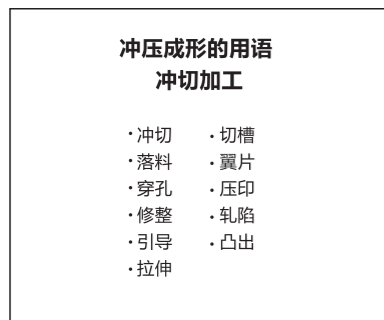 冲压成形的用语
冲切加工
·冲切 ·切槽
·落料 ·翼片
·穿孔 ·压印
·修整 ·轧陷
·引导 ·凸出
·拉伸